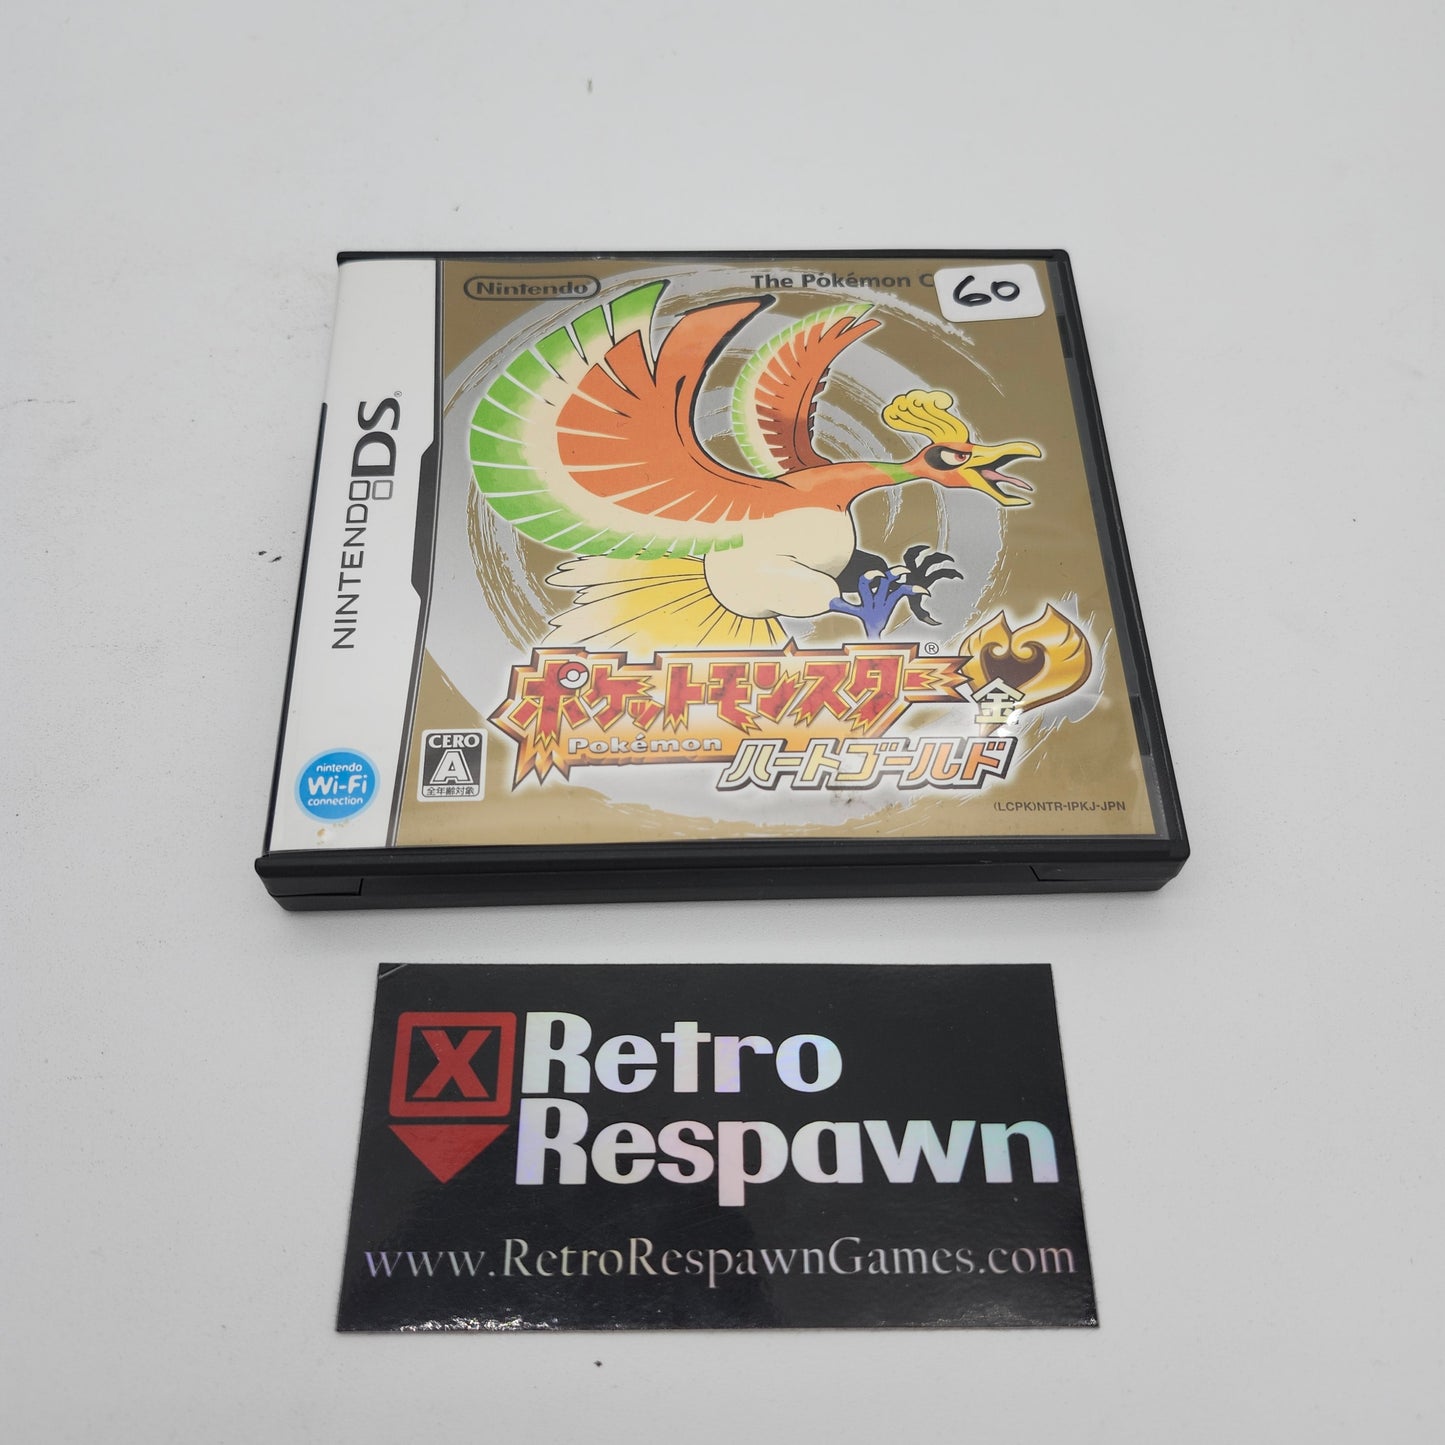 Nintendo
The Pokémon C
60
NINTENDO DS®
ポケットモンスター®
金
Pokémon
ハートゴールド
CERO
A
全年齢対象
nintendo
Wi-Fi
connection
(LCPK)NTR-IPKJ-JPN
X Retro
Respawn
www.RetroRespawnGames.com